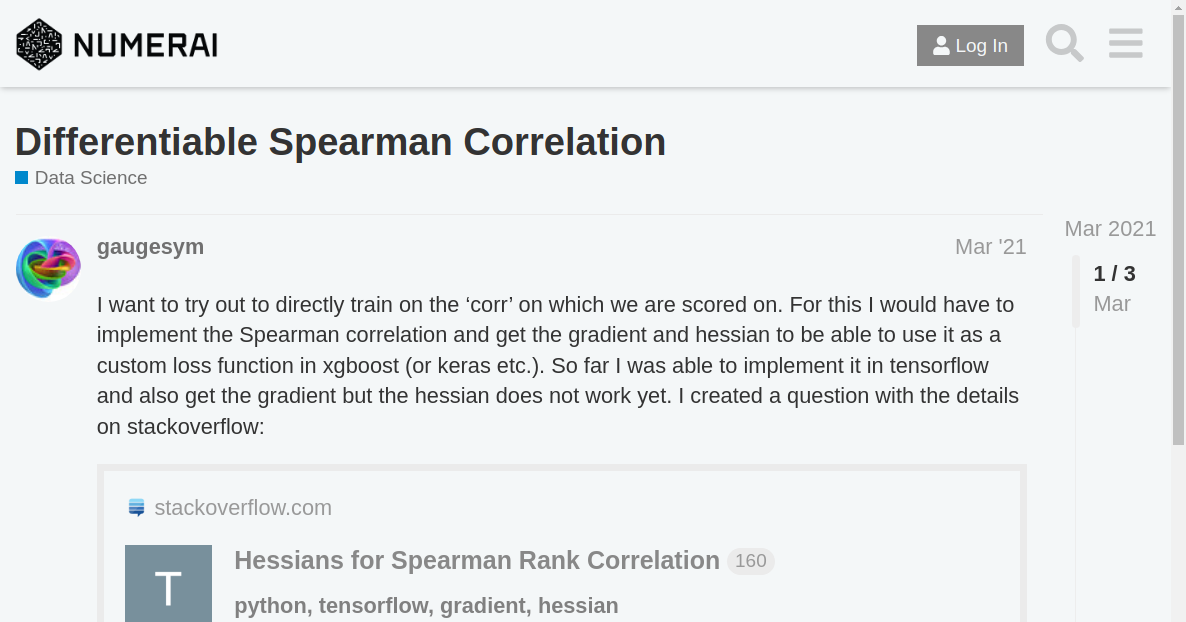 NUMERAI
Log In
Differentiable Spearman Correlation
Data Science
gaugesym
Mar '21
I want to try out to directly train on the ‘corr’ on which we are scored on. For this I would have to
implement the Spearman correlation and get the gradient and hessian to be able to use it as a
custom loss function in xgboost (or keras etc.). So far I was able to implement it in tensorflow
and also get the gradient but the hessian does not work yet. I created a question with the details
on stackoverflow:
stackoverflow.com
T
Hessians for Spearman Rank Correlation 160
python, tensorflow, gradient, hessian
Mar 2021
1 / 3
Mar